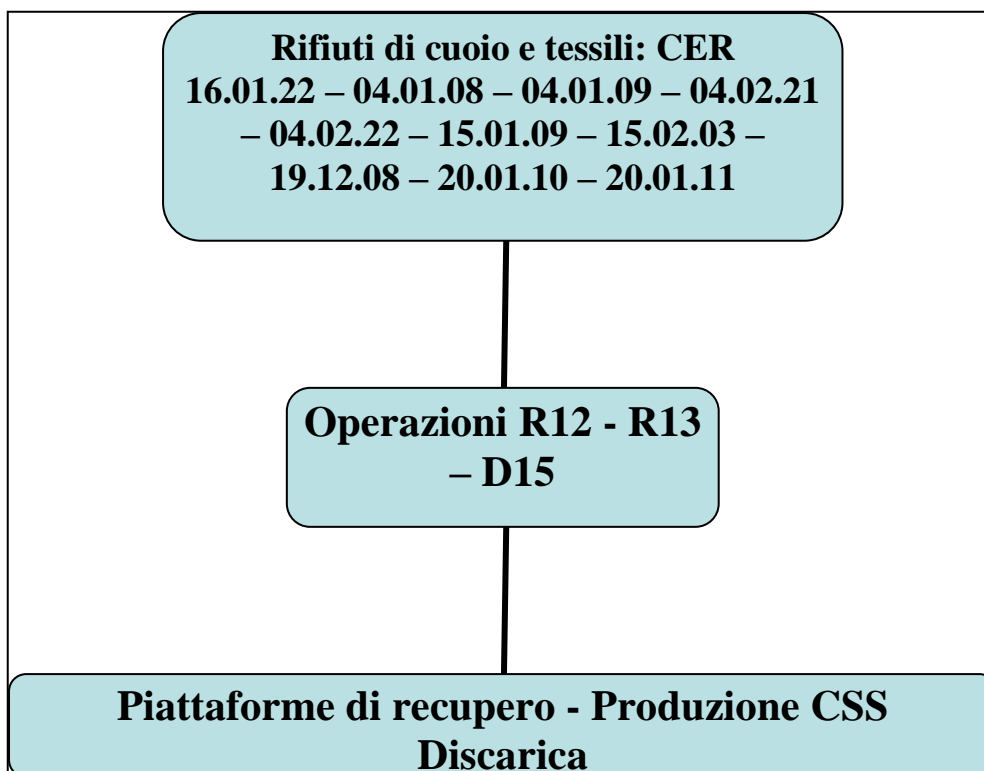 Rifiuti di cuoio e tessili: CER
16.01.22 – 04.01.08 – 04.01.09 – 04.02.21
– 04.02.22 – 15.01.09 – 15.02.03 –
19.12.08 – 20.01.10 – 20.01.11
Operazioni R12 - R13
– D15
Piattaforme di recupero - Produzione CSS
Discarica